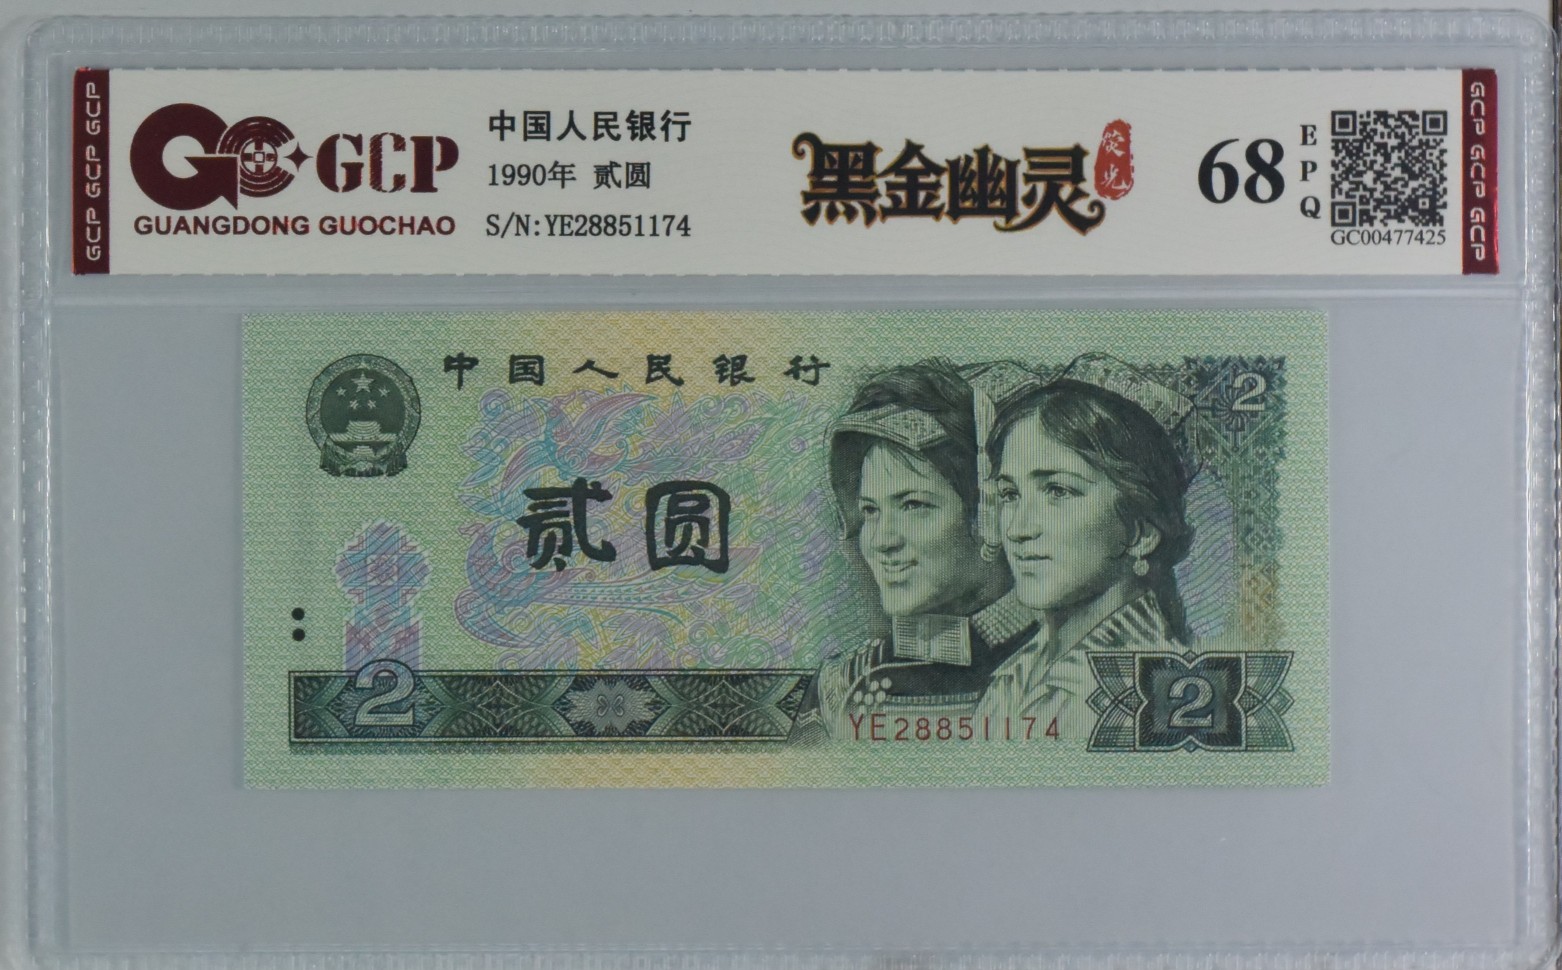 GCP GCP GCP
GCP
GUANGDONG GUOCHAO
中国人民银行
1990年 贰圆
S/N:YE28851174
黑金幽灵
荧光
68
EPQ
GC00477425
GCP GCP GCP
中国人民银行
2
贰圆
2
YE28851174
2